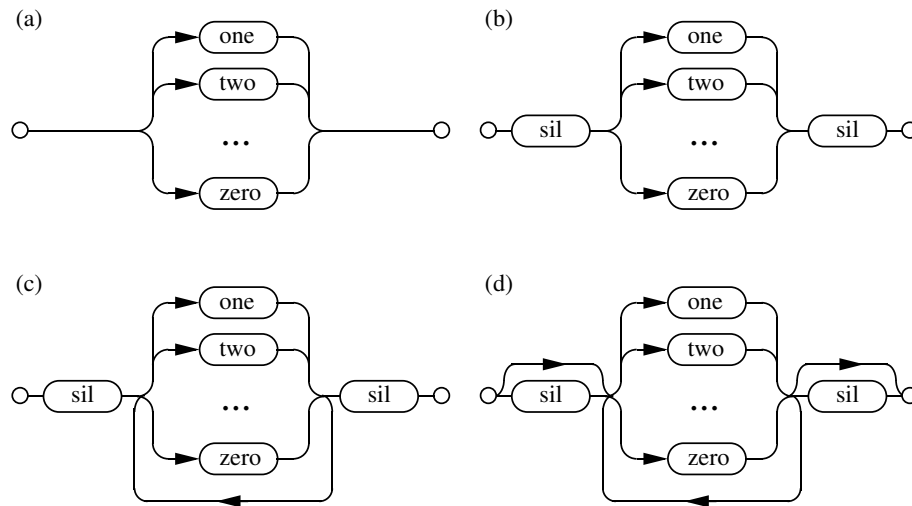 (a) one (b) one
two two
sil ... sil ...
zero zero
(c) one (d) one
two two
sil ... sil sil ... sil
zero zero